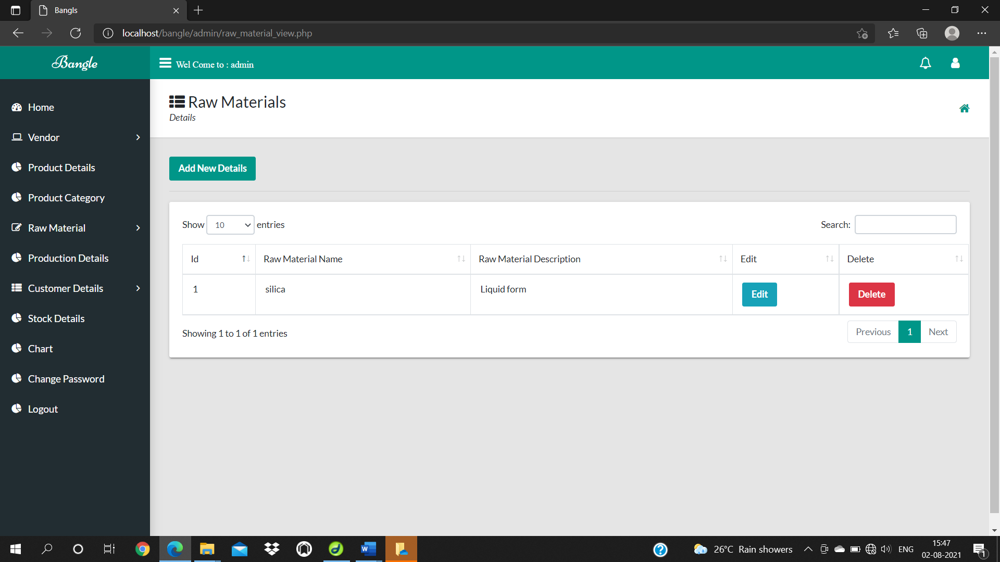 Bangls
localhost/bangle/admin/raw_material_view.php
Bangle
Wel Come to : admin
Home
Vendor
Product Details
Product Category
Raw Material
Production Details
Customer Details
Stock Details
Chart
Change Password
Logout
Raw Materials
Details
Add New Details
Show 10 entries
Search:
Id Raw Material Name Raw Material Description Edit Delete
1 silica Liquid form Edit Delete
Showing 1 to 1 of 1 entries
Previous 1 Next
26°C Rain showers
ENG
15:47
02-08-2021
1